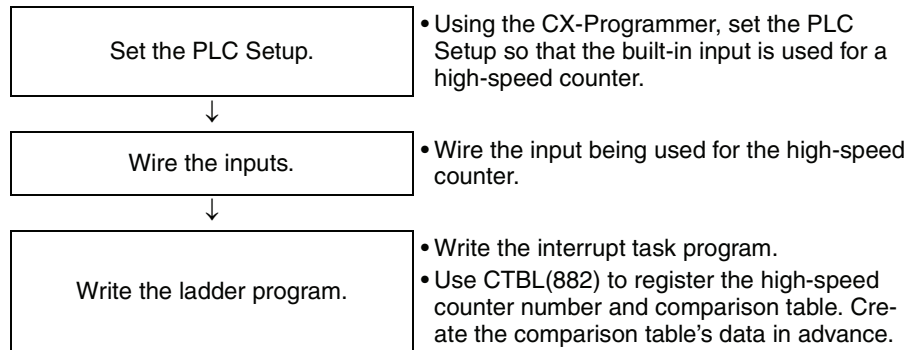 Set the PLC Setup.
• Using the CX-Programmer, set the PLC
Setup so that the built-in input is used for a
high-speed counter.
↓
Wire the inputs.
• Wire the input being used for the high-speed
counter.
↓
Write the ladder program.
• Write the interrupt task program.
• Use CTBL(882) to register the high-speed
counter number and comparison table. Cre-
ate the comparison table's data in advance.